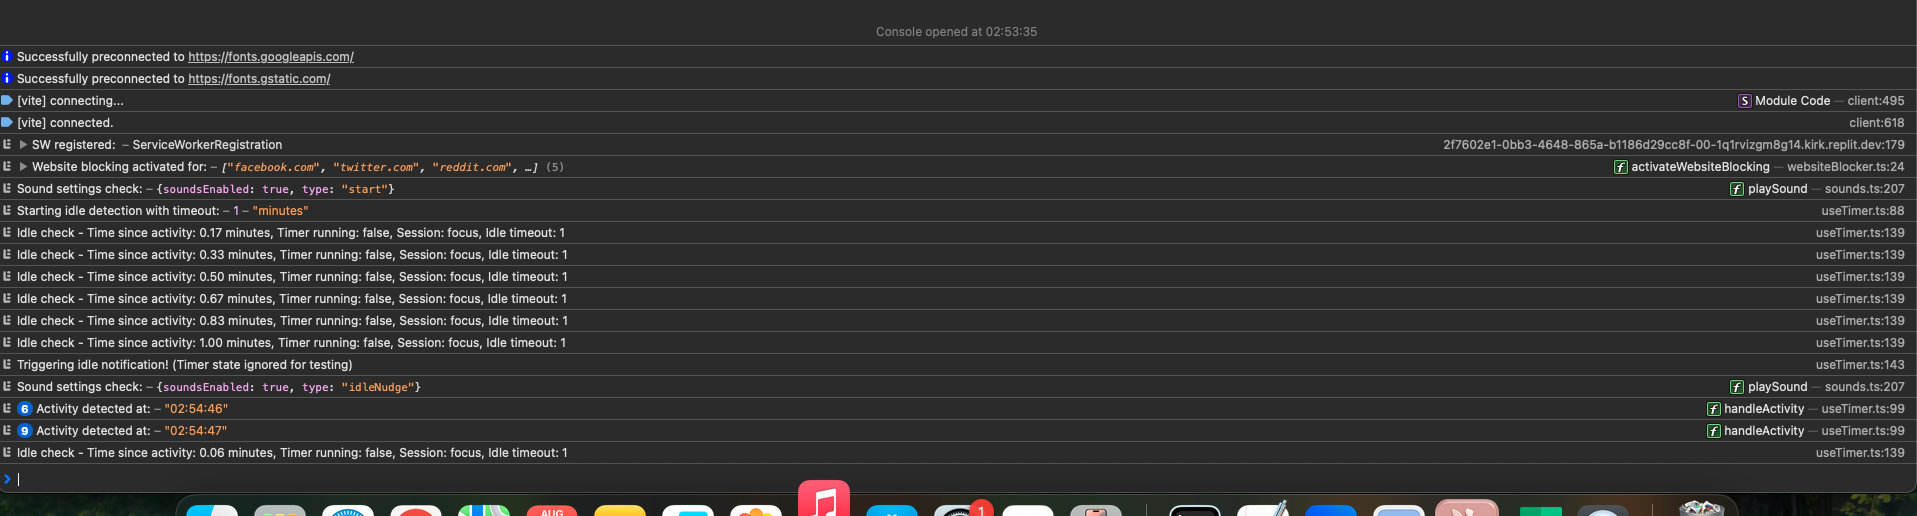 Console opened at 02:53:35
Successfully preconnected to https://fonts.googleapis.com/
Successfully preconnected to https://fonts.gstatic.com/
[vite] connecting... S Module Code — client:495
[vite] connected. client:618
SW registered: – ServiceWorkerRegistration 2f7602e1-0bb3-4648-865a-b1186d29cc8f-00-1q1rvizgm8g14.kirk.replit.dev:179
Website blocking activated for: – ["facebook.com", "twitter.com", "reddit.com", …] (5) f activateWebsiteBlocking — websiteBlocker.ts:24
Sound settings check: – {soundsEnabled: true, type: "start"} f playSound — sounds.ts:207
Starting idle detection with timeout: – 1 – "minutes" useTimer.ts:88
Idle check - Time since activity: 0.17 minutes, Timer running: false, Session: focus, Idle timeout: 1 useTimer.ts:139
Idle check - Time since activity: 0.33 minutes, Timer running: false, Session: focus, Idle timeout: 1 useTimer.ts:139
Idle check - Time since activity: 0.50 minutes, Timer running: false, Session: focus, Idle timeout: 1 useTimer.ts:139
Idle check - Time since activity: 0.67 minutes, Timer running: false, Session: focus, Idle timeout: 1 useTimer.ts:139
Idle check - Time since activity: 0.83 minutes, Timer running: false, Session: focus, Idle timeout: 1 useTimer.ts:139
Idle check - Time since activity: 1.00 minutes, Timer running: false, Session: focus, Idle timeout: 1 useTimer.ts:139
Triggering idle notification! (Timer state ignored for testing) useTimer.ts:143
Sound settings check: – {soundsEnabled: true, type: "idleNudge"} f playSound — sounds.ts:207
6 Activity detected at: – "02:54:46" f handleActivity — useTimer.ts:99
9 Activity detected at: – "02:54:47" f handleActivity — useTimer.ts:99
Idle check - Time since activity: 0.06 minutes, Timer running: false, Session: focus, Idle timeout: 1 useTimer.ts:139
AUG 1